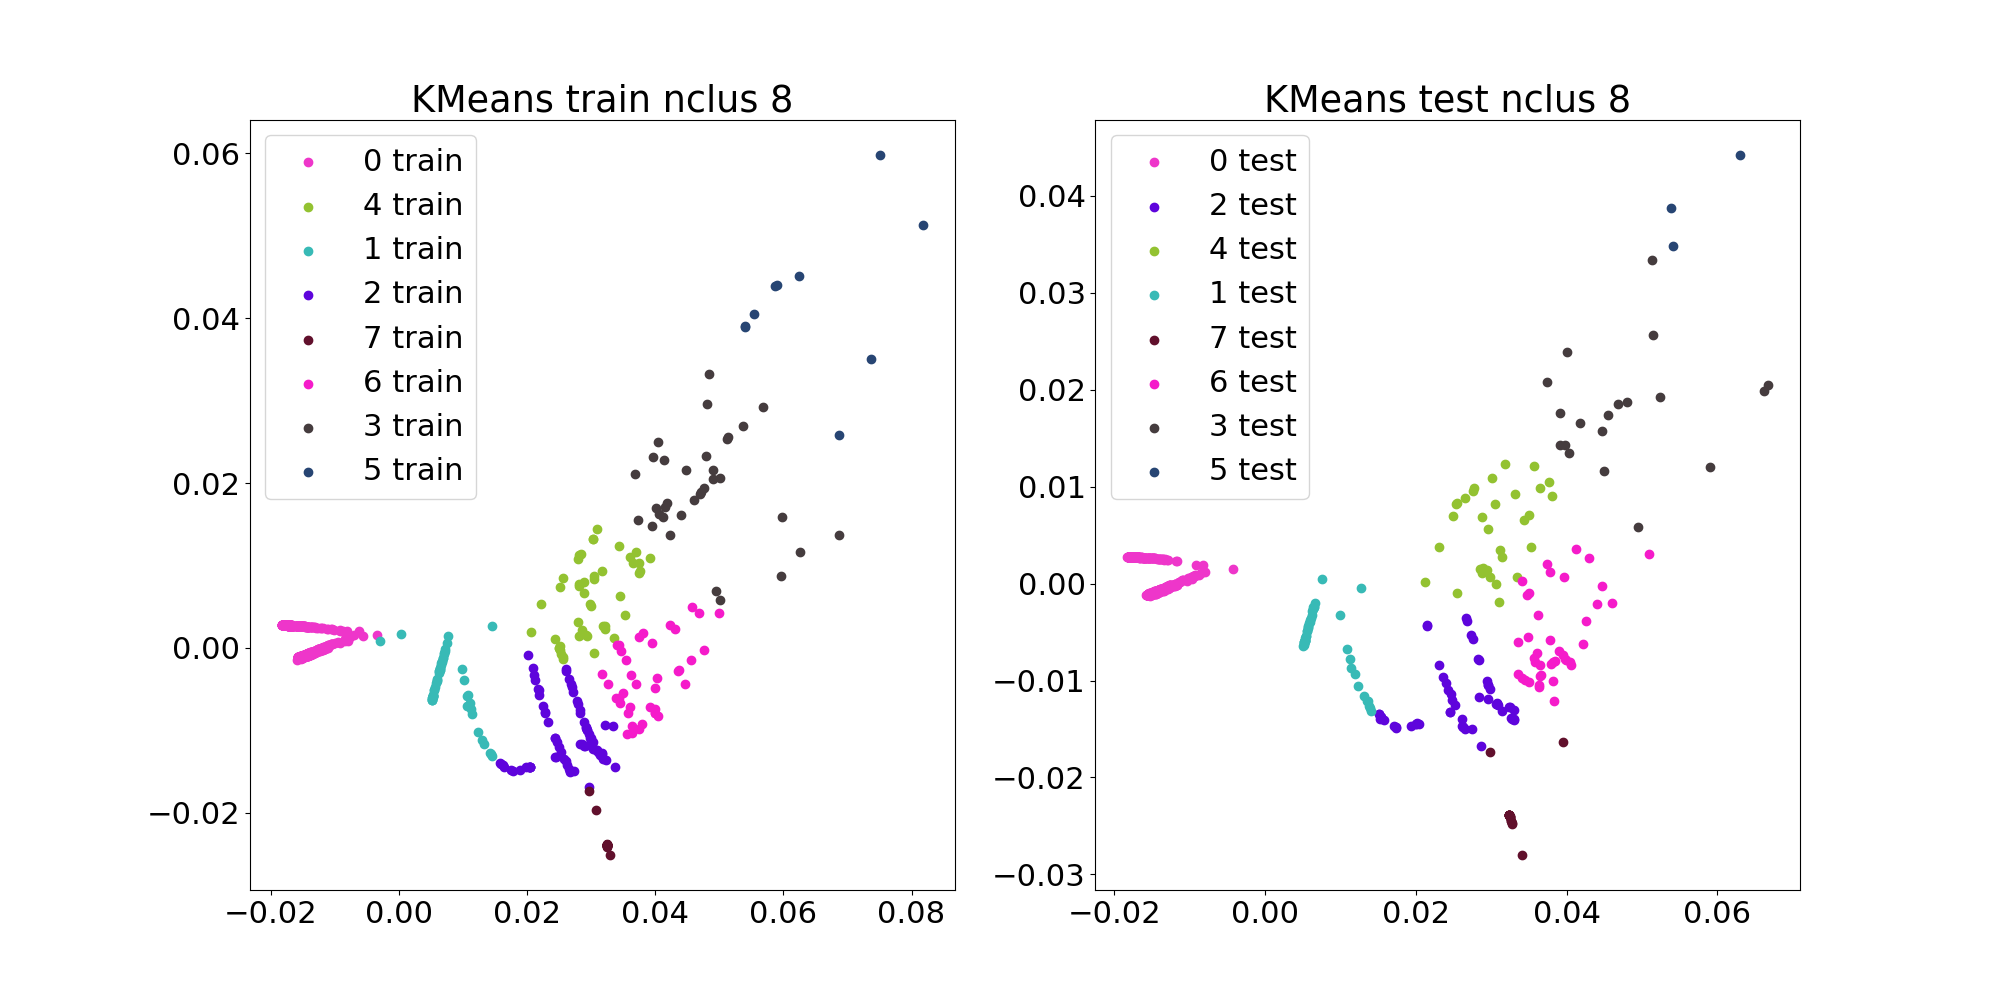 KMeans train nclus 8
0.06
0.04
0.02
0.00
−0.02
0 train
4 train
1 train
2 train
7 train
6 train
3 train
5 train
−0.02 0.00 0.02 0.04 0.06 0.08
KMeans test nclus 8
0.04
0.03
0.02
0.01
0.00
−0.01
−0.02
−0.03
0 test
2 test
4 test
1 test
7 test
6 test
3 test
5 test
−0.02 0.00 0.02 0.04 0.06